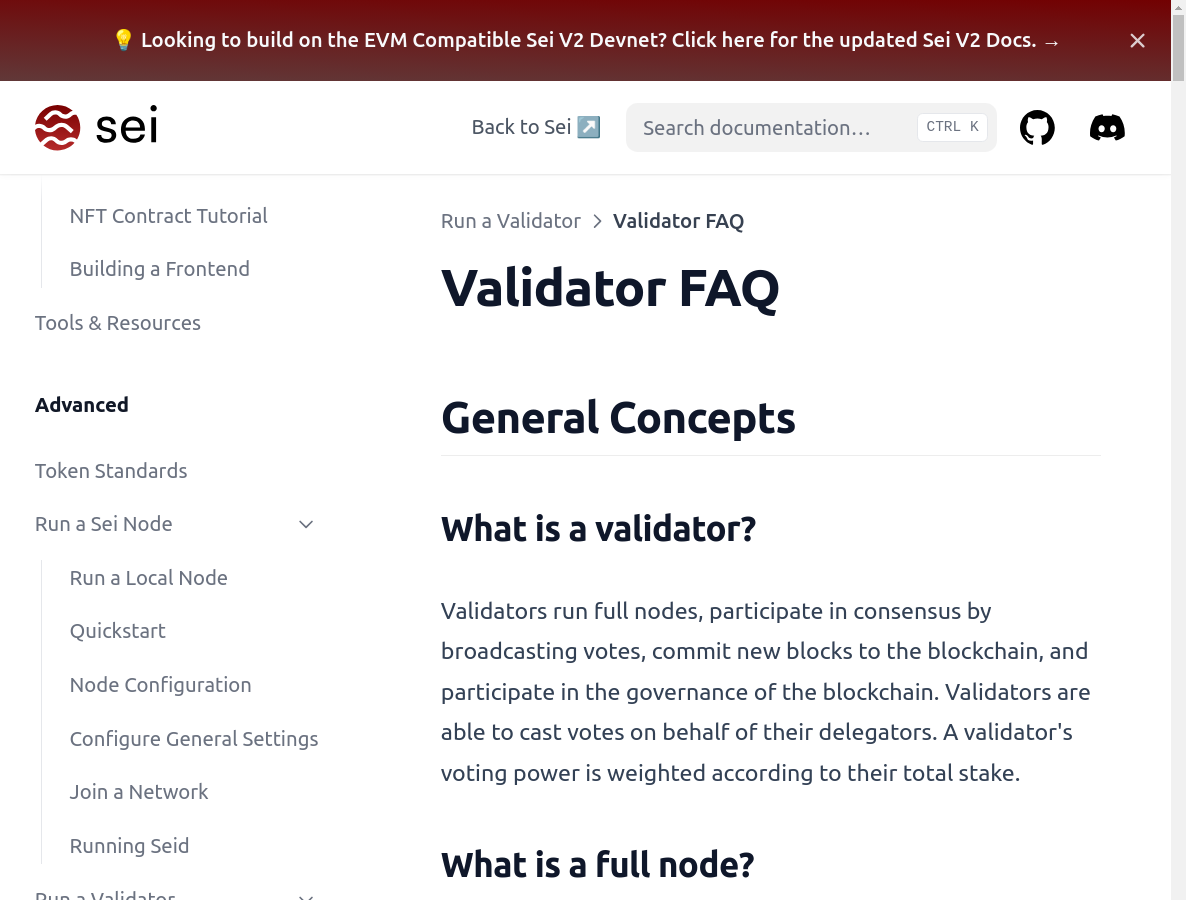 💡 Looking to build on the EVM Compatible Sei V2 Devnet? Click here for the updated Sei V2 Docs. →
sei
Back to Sei ↗️
Search documentation…
CTRL K
NFT Contract Tutorial
Building a Frontend
Tools & Resources
Advanced
Token Standards
Run a Sei Node
Run a Local Node
Quickstart
Node Configuration
Configure General Settings
Join a Network
Running Seid
Run a Validator
Run a Validator > Validator FAQ
Validator FAQ
General Concepts
What is a validator?
Validators run full nodes, participate in consensus by
broadcasting votes, commit new blocks to the blockchain, and
participate in the governance of the blockchain. Validators are
able to cast votes on behalf of their delegators. A validator's
voting power is weighted according to their total stake.
What is a full node?